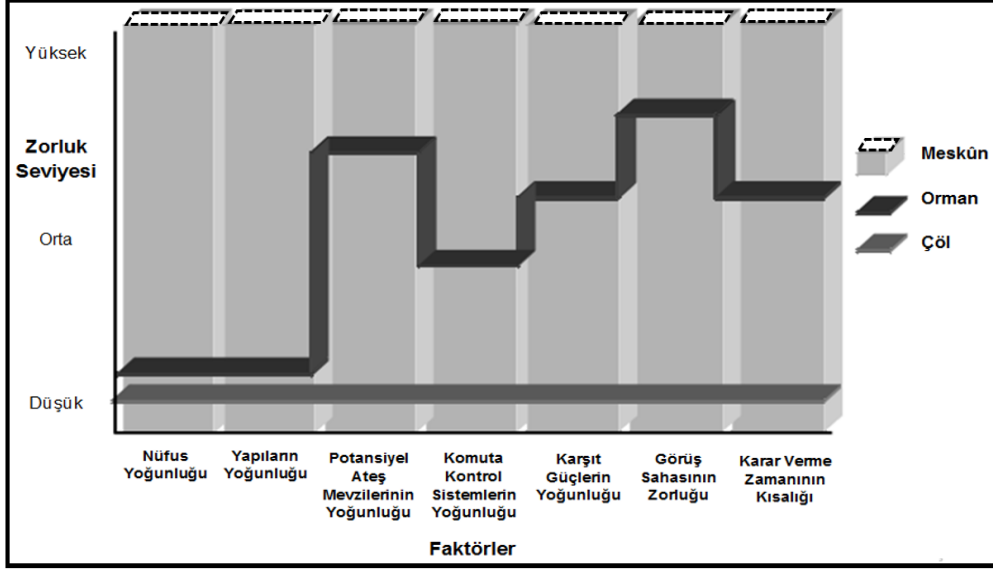 Yüksek
Zorluk
Seviyesi
Orta
Düşük
Meskûn
Orman
Çöl
Nüfus
Yoğunluğu
Yapıların
Yoğunluğu
Potansiyel
Ateş
Mevzilerinin
Yoğunluğu
Komuta
Kontrol
Sistemlerin
Yoğunluğu
Karşıt
Güçlerin
Yoğunluğu
Görüş
Sahasının
Zorluğu
Karar Verme
Zamanının
Kısalığı
Faktörler